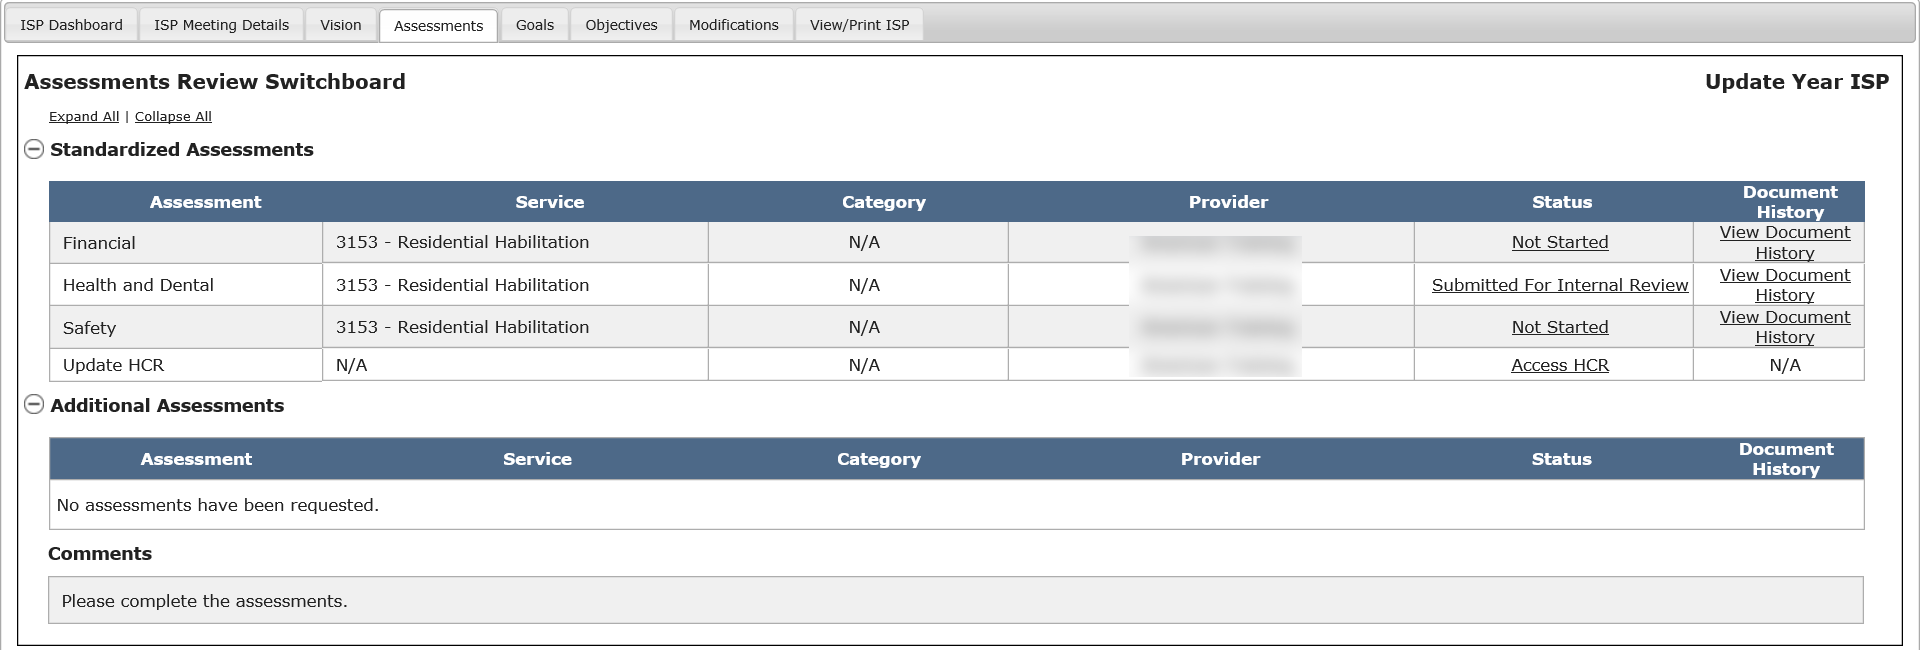 ISP Dashboard ISP Meeting Details Vision Assessments Goals Objectives Modifications View/Print ISP
Assessments Review Switchboard Update Year ISP
Expand All | Collapse All
Standardized Assessments
Assessment Service Category Provider Status Document History
Financial 3153 - Residential Habilitation N/A Not Started View Document History
Health and Dental 3153 - Residential Habilitation N/A Submitted For Internal Review View Document History
Safety 3153 - Residential Habilitation N/A Not Started View Document History
Update HCR N/A N/A Access HCR N/A
Additional Assessments
Assessment Service Category Provider Status Document History
No assessments have been requested.
Comments
Please complete the assessments.